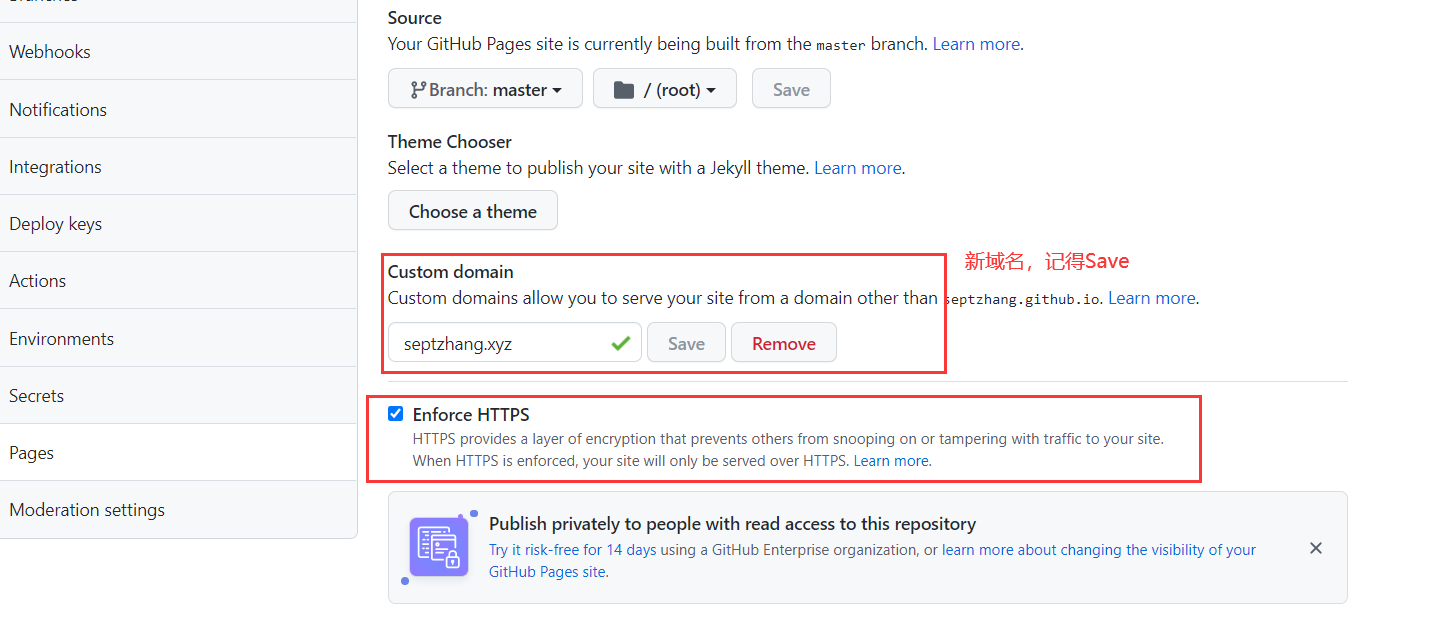 Source
Your GitHub Pages site is currently being built from the master branch. Learn more.
Webhooks
Branch: master
/ (root)
Save
Notifications
Theme Chooser
Select a theme to publish your site with a Jekyll theme. Learn more.
Integrations
Choose a theme
Deploy keys
新域名，记得Save
Custom domain
Actions
Custom domains allow you to serve your site from a domain other than septzhang.github.io. Learn more.
Environments
septzhang.xyz
Save
Remove
Secrets
Enforce HTTPS
HTTPS provides a layer of encryption that prevents others from snooping on or tampering with traffic to your site.
When HTTPS is enforced, your site will only be served over HTTPS. Learn more.
Pages
Moderation settings
Publish privately to people with read access to this repository
Try it risk-free for 14 days using a GitHub Enterprise organization, or learn more about changing the visibility of your
GitHub Pages site.